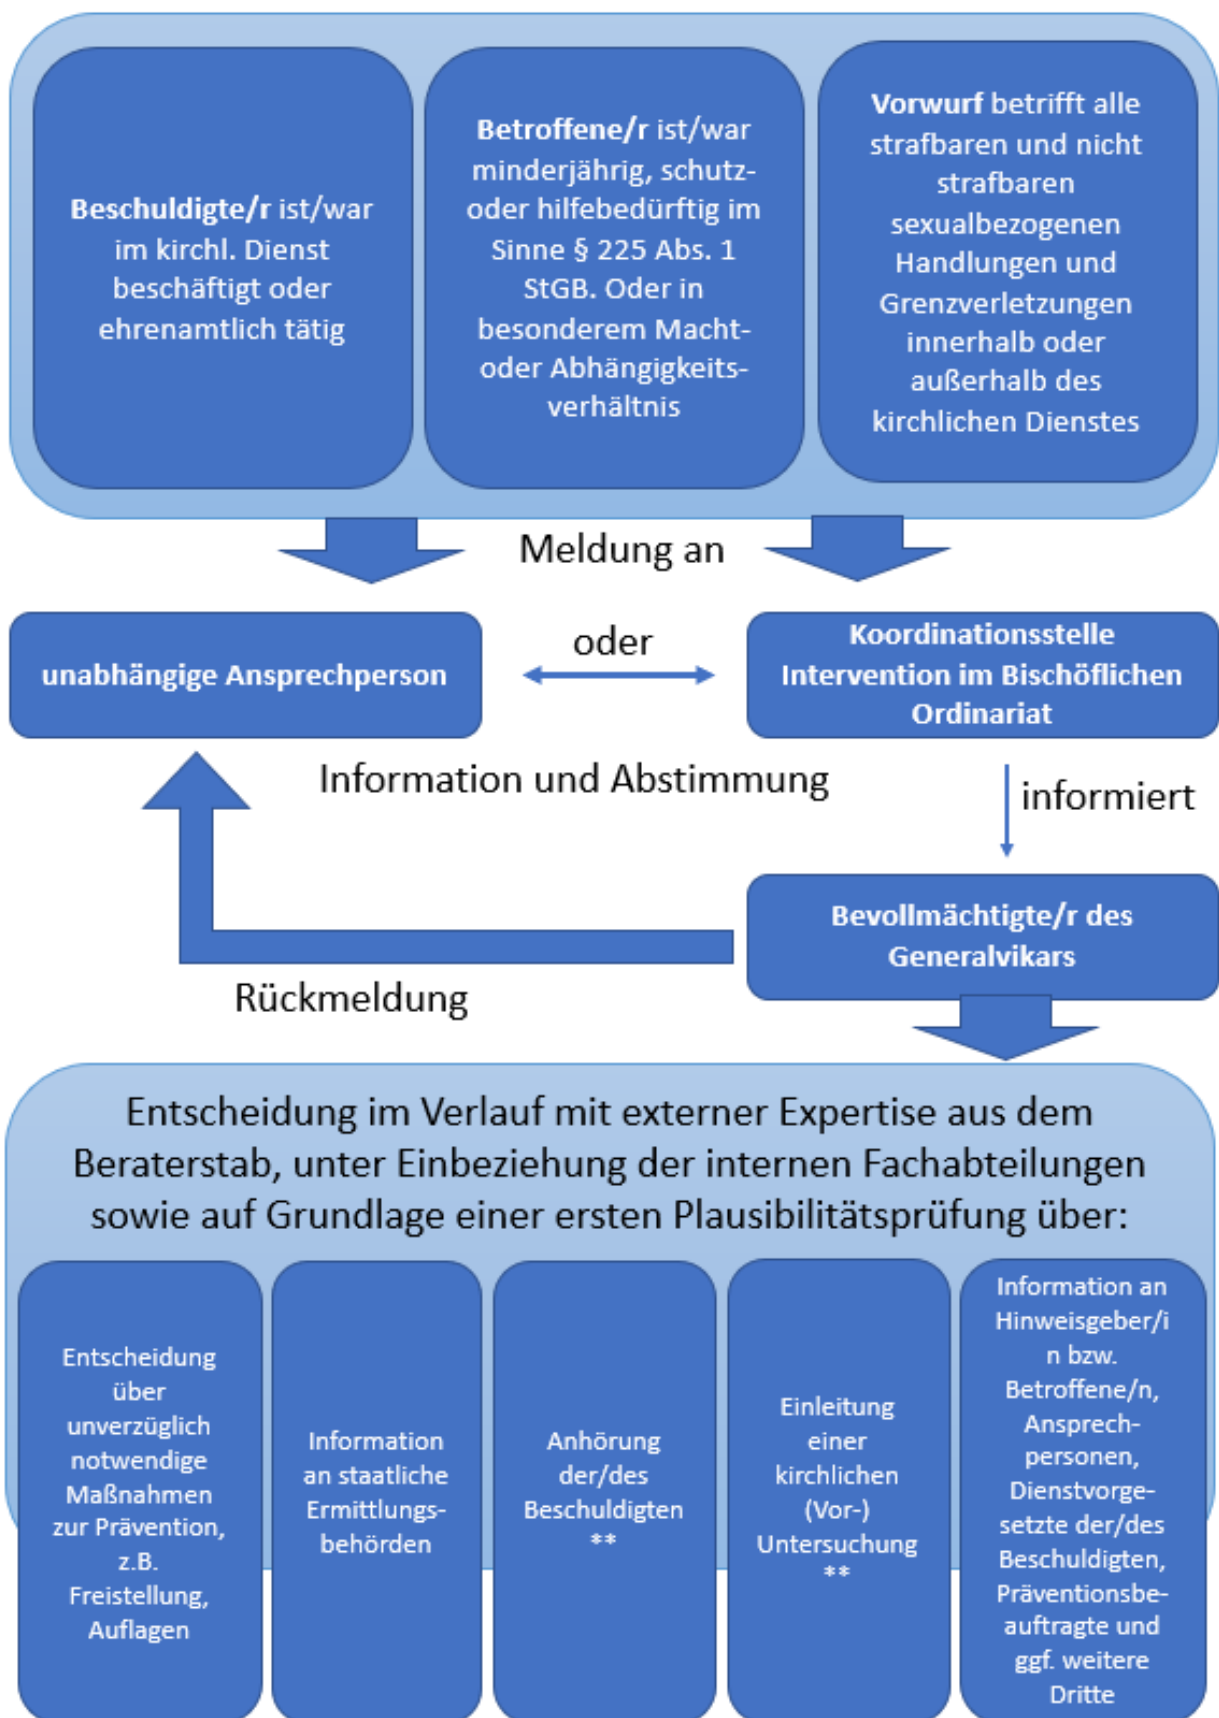 Beschuldigte/r ist/war
im kirchl. Dienst
beschäftigt oder
ehrenamtlich tätig
Betroffene/r ist/war
minderjährig, schutz-
oder hilfebedürftig im
Sinne § 225 Abs. 1
StGB. Oder in
besonderem Macht-
oder Abhängigkeits-
verhältnis
Vorwurf betrifft alle
strafbaren und nicht
strafbaren
sexualbezogenen
Handlungen und
Grenzverletzungen
innerhalb oder
außerhalb des
kirchlichen Dienstes
Meldung an
unabhängige Ansprechperson
oder
Koordinationsstelle
Intervention im Bischöflichen
Ordinariat
Information und Abstimmung
informiert
Bevollmächtigte/r des
Generalvikars
Rückmeldung
Entscheidung im Verlauf mit externer Expertise aus dem
Beraterstab, unter Einbeziehung der internen Fachabteilungen
sowie auf Grundlage einer ersten Plausibilitätsprüfung über:
Entscheidung
über
unverzüglich
notwendige
Maßnahmen
zur Prävention,
z.B.
Freistellung,
Auflagen
Information
an staatliche
Ermittlungs-
behörden
Anhörung
der/des
Beschuldigten
**
Einleitung
einer
kirchlichen
(Vor-)
Untersuchung
**
Information an
Hinweisgeber/i
n bzw.
Betroffene/n,
Ansprech-
personen,
Dienstvorge-
setzte der/des
Beschuldigten,
Präventionsbe-
auftragte und
ggf. weitere
Dritte